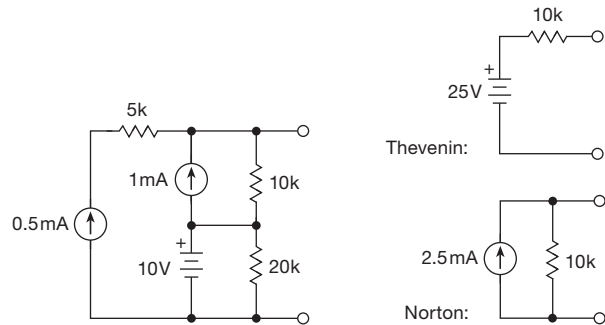 5k
1mA
10k
0.5mA
+
10V
20k
10k
+
25V
Thevenin:
2.5mA
10k
Norton: